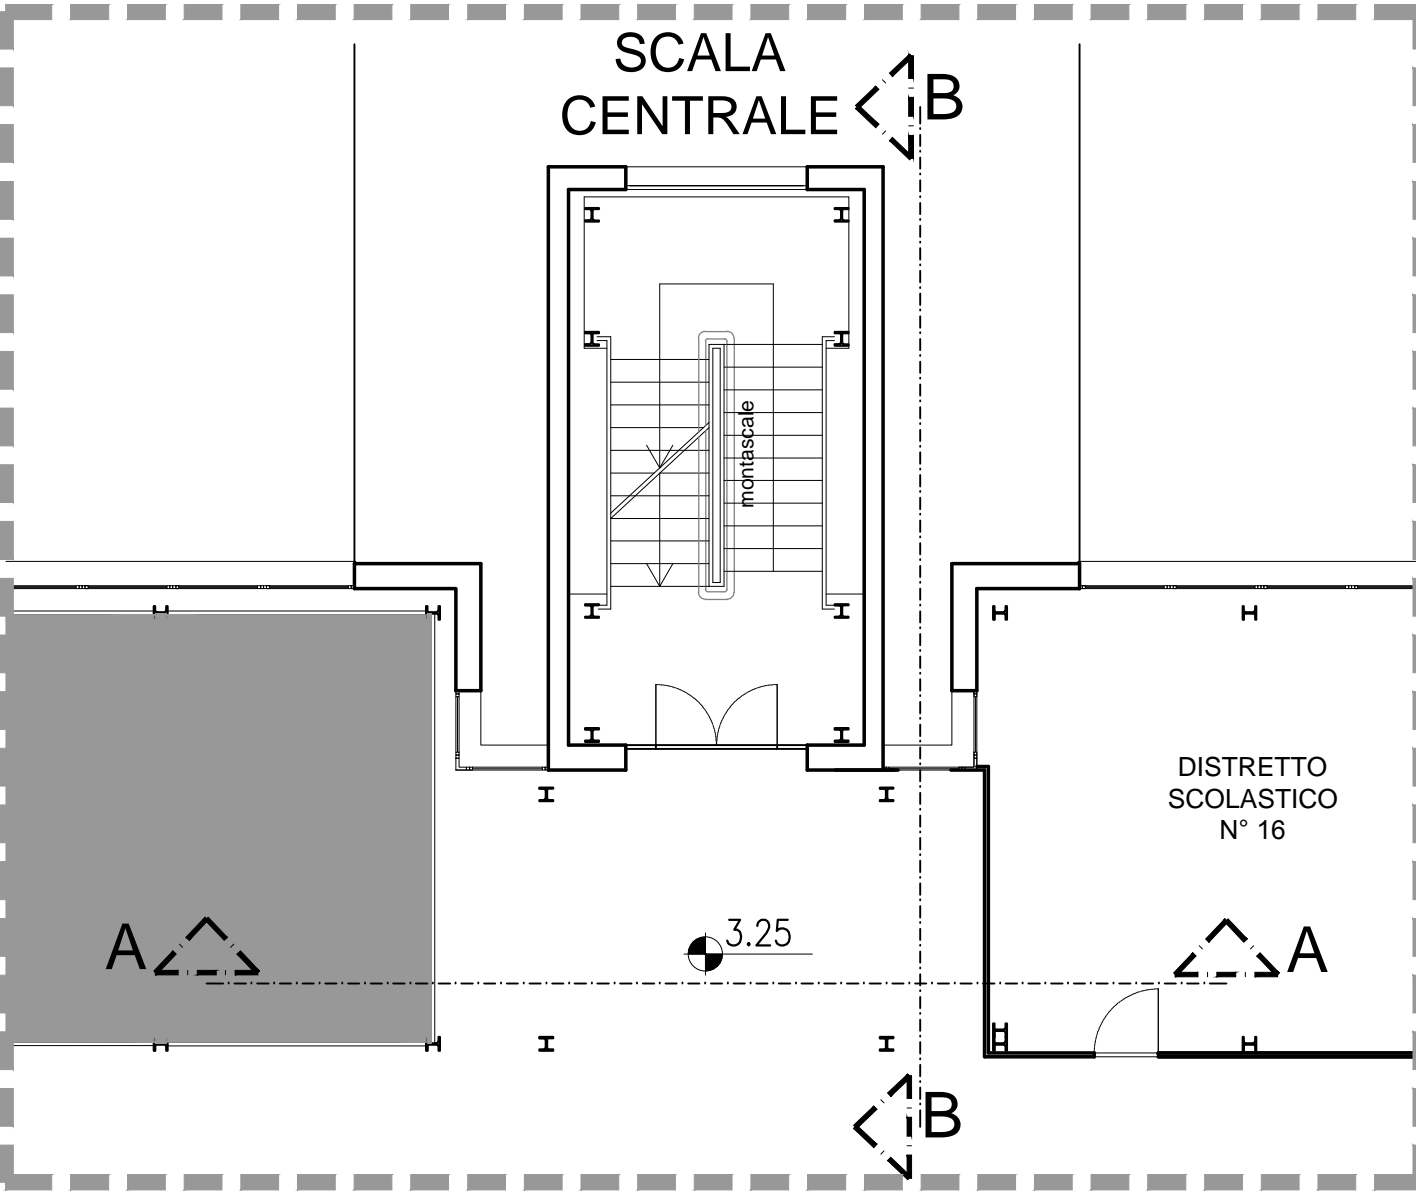 SCALA
CENTRALE
B
montascale
DISTRETTO
SCOLASTICO
N° 16
A
3.25
A
B